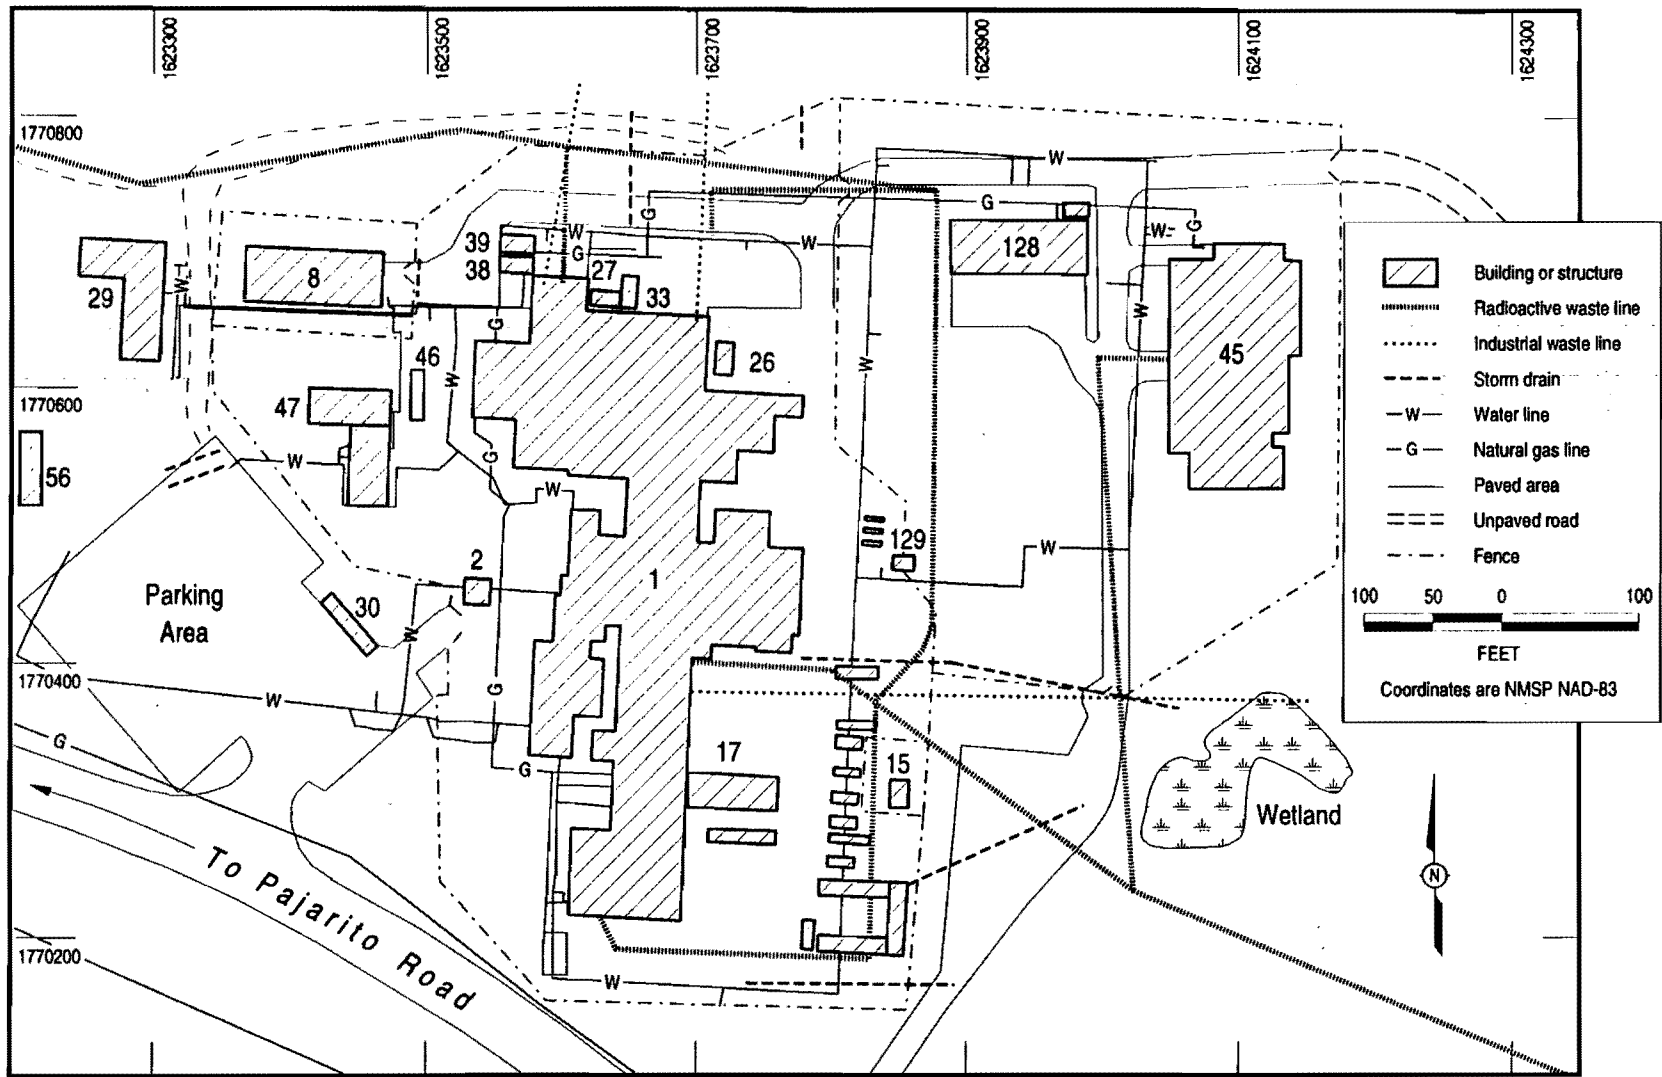 1623300
1623500
1623700
1623900
1624100
1624300
1770800
W
G
G
39
W
G
W
W
38
27
128
8
33
29
W
G
46
26
W
45
W
W
1770600
47
G
W
56
W
129
W
2
1
Parking
Area
30
W
1770400
W
G
G
17
G
15
Wetland
To Pajarito Road
1770200
W
N
Building or structure
Radioactive waste line
Industrial waste line
Storm drain
W Water line
G Natural gas line
Paved area
Unpaved road
Fence
100 50 0 100
FEET
Coordinates are NMSP NAD-83